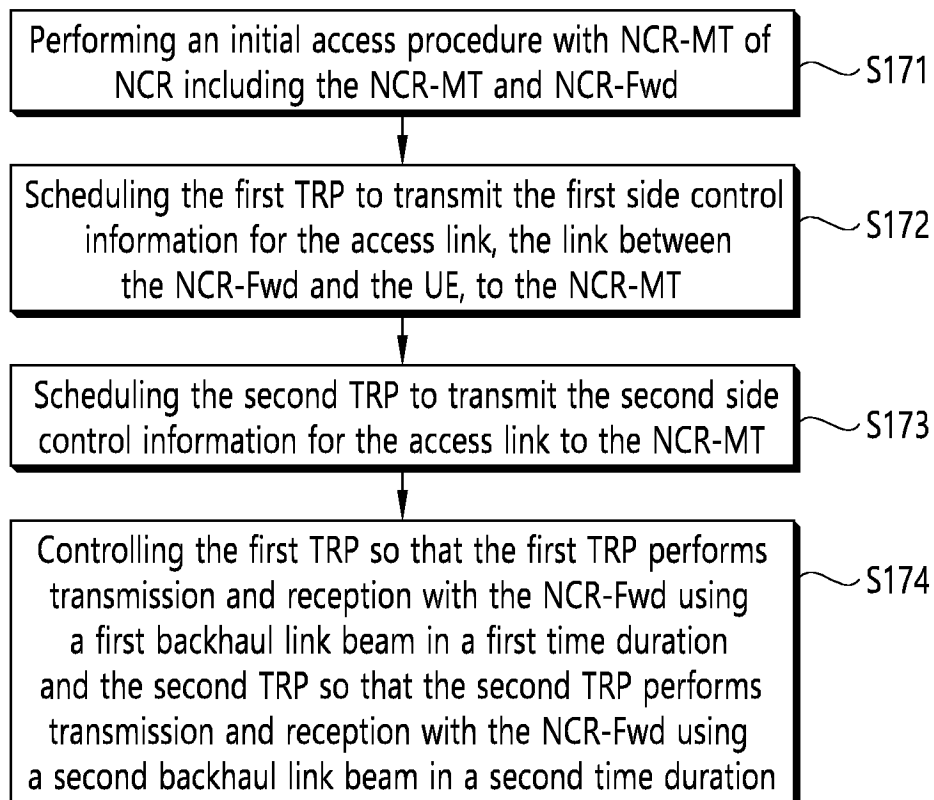 Performing an initial access procedure with NCR-MT of
NCR including the NCR-MT and NCR-Fwd
S171
Scheduling the first TRP to transmit the first side control
information for the access link, the link between
the NCR-Fwd and the UE, to the NCR-MT
S172
Scheduling the second TRP to transmit the second side
control information for the access link to the NCR-MT
S173
Controlling the first TRP so that the first TRP performs
transmission and reception with the NCR-Fwd using
a first backhaul link beam in a first time duration
and the second TRP so that the second TRP performs
transmission and reception with the NCR-Fwd using
a second backhaul link beam in a second time duration
S174